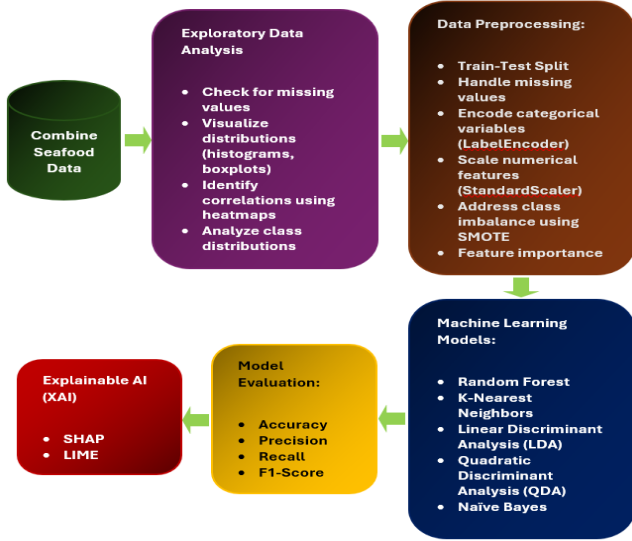 Combine
Seafood
Data
Exploratory Data
Analysis
• Check for missing
values
• Visualize
distributions
(histograms,
boxplots)
• Identify
correlations using
heatmaps
• Analyze class
distributions
Data Preprocessing:
• Train-Test Split
• Handle missing
values
• Encode categorical
variables
(LabelEncoder)
• Scale numerical
features
(StandardScaler)
• Address class
imbalance using
SMOTE
• Feature importance
Machine Learning
Models:
• Random Forest
• K-Nearest
Neighbors
• Linear Discriminant
Analysis (LDA)
• Quadratic
Discriminant
Analysis (QDA)
• Naïve Bayes
Model
Evaluation:
• Accuracy
• Precision
• Recall
• F1-Score
Explainable AI
(XAI)
• SHAP
• LIME